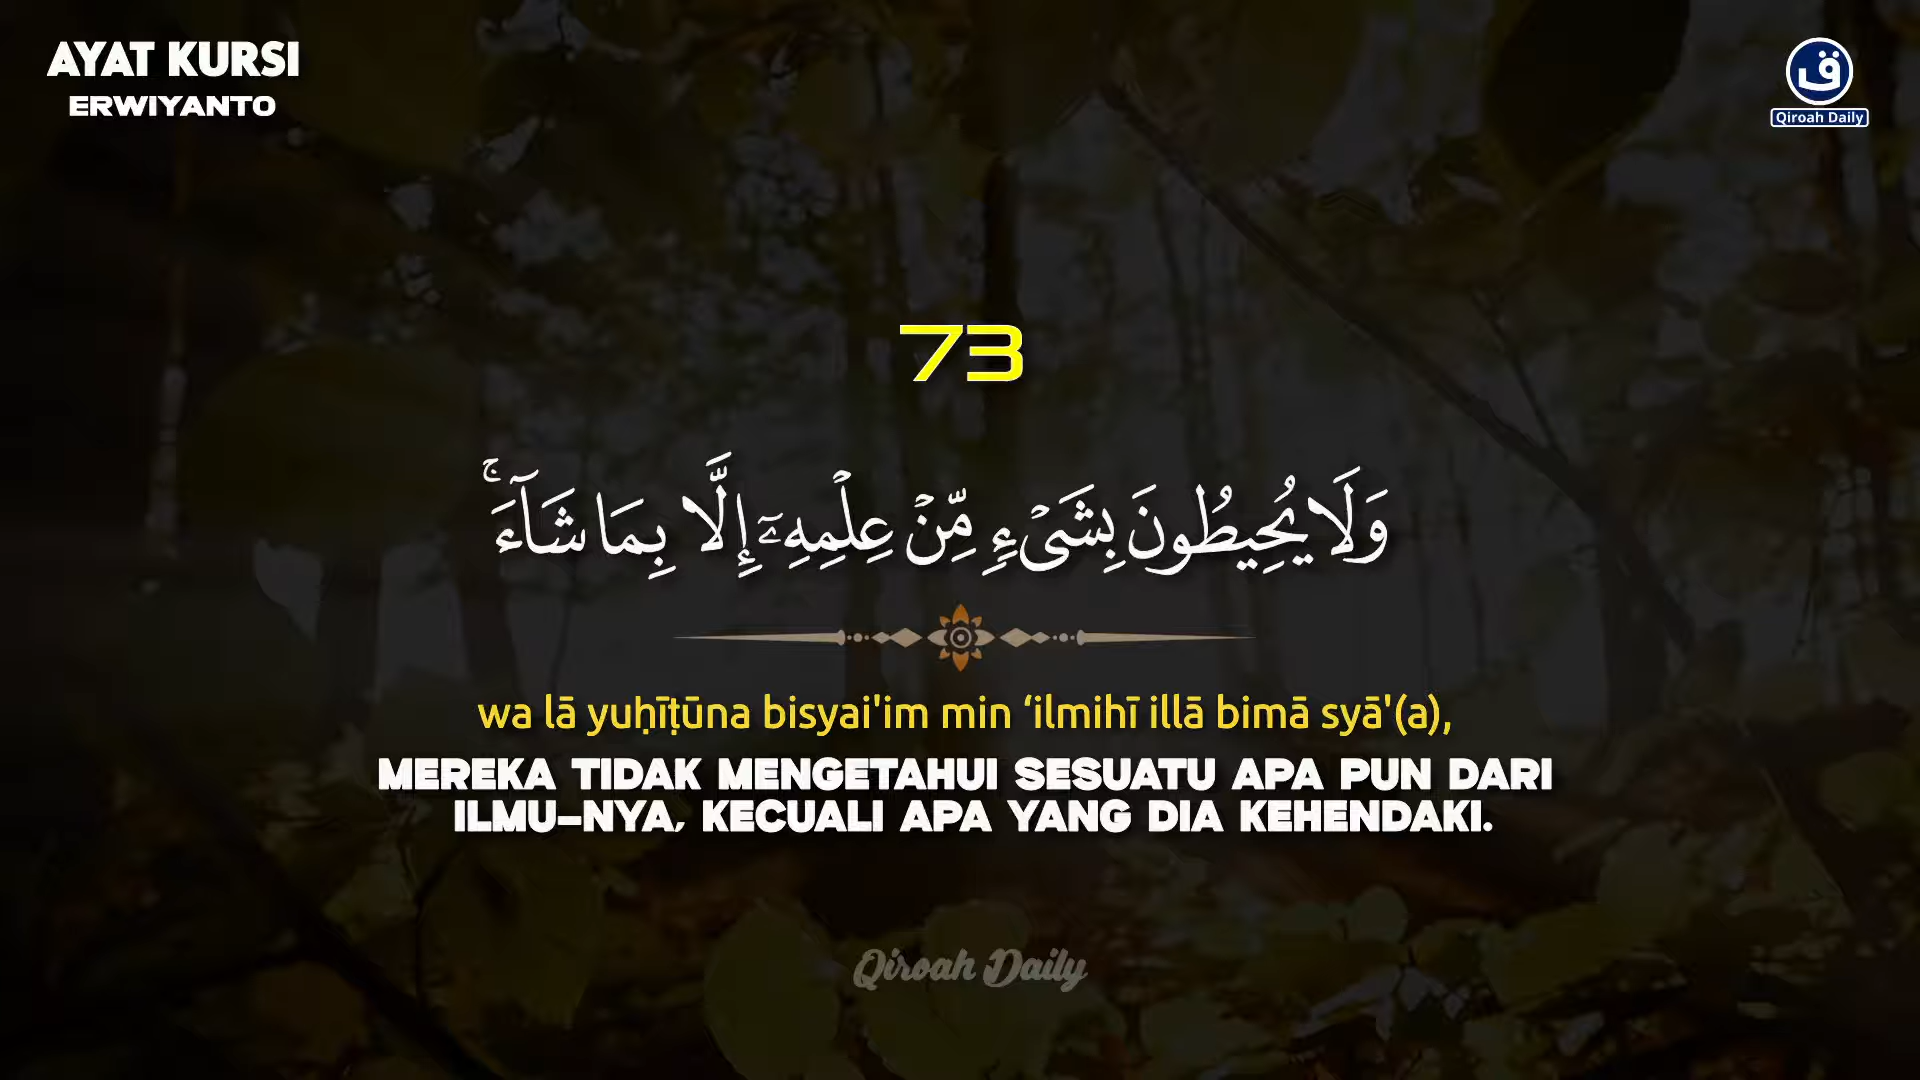 AYAT KURSI
ERWIYANTO
ق
Qiroah Daily
73
وَلَا يُحِيطُونَ بِشَىْءٍ مِّنْ عِلْمِهِۦٓ إِلَّا بِمَا شَآءَ ۚ
wa lā yuḥīṭūna bisyai'im min ‘ilmihī illā bimā syā'(a),
MEREKA TIDAK MENGETAHUI SESUATU APA PUN DARI
ILMU-NYA, KECUALI APA YANG DIA KEHENDAKI.
Qiroah Daily